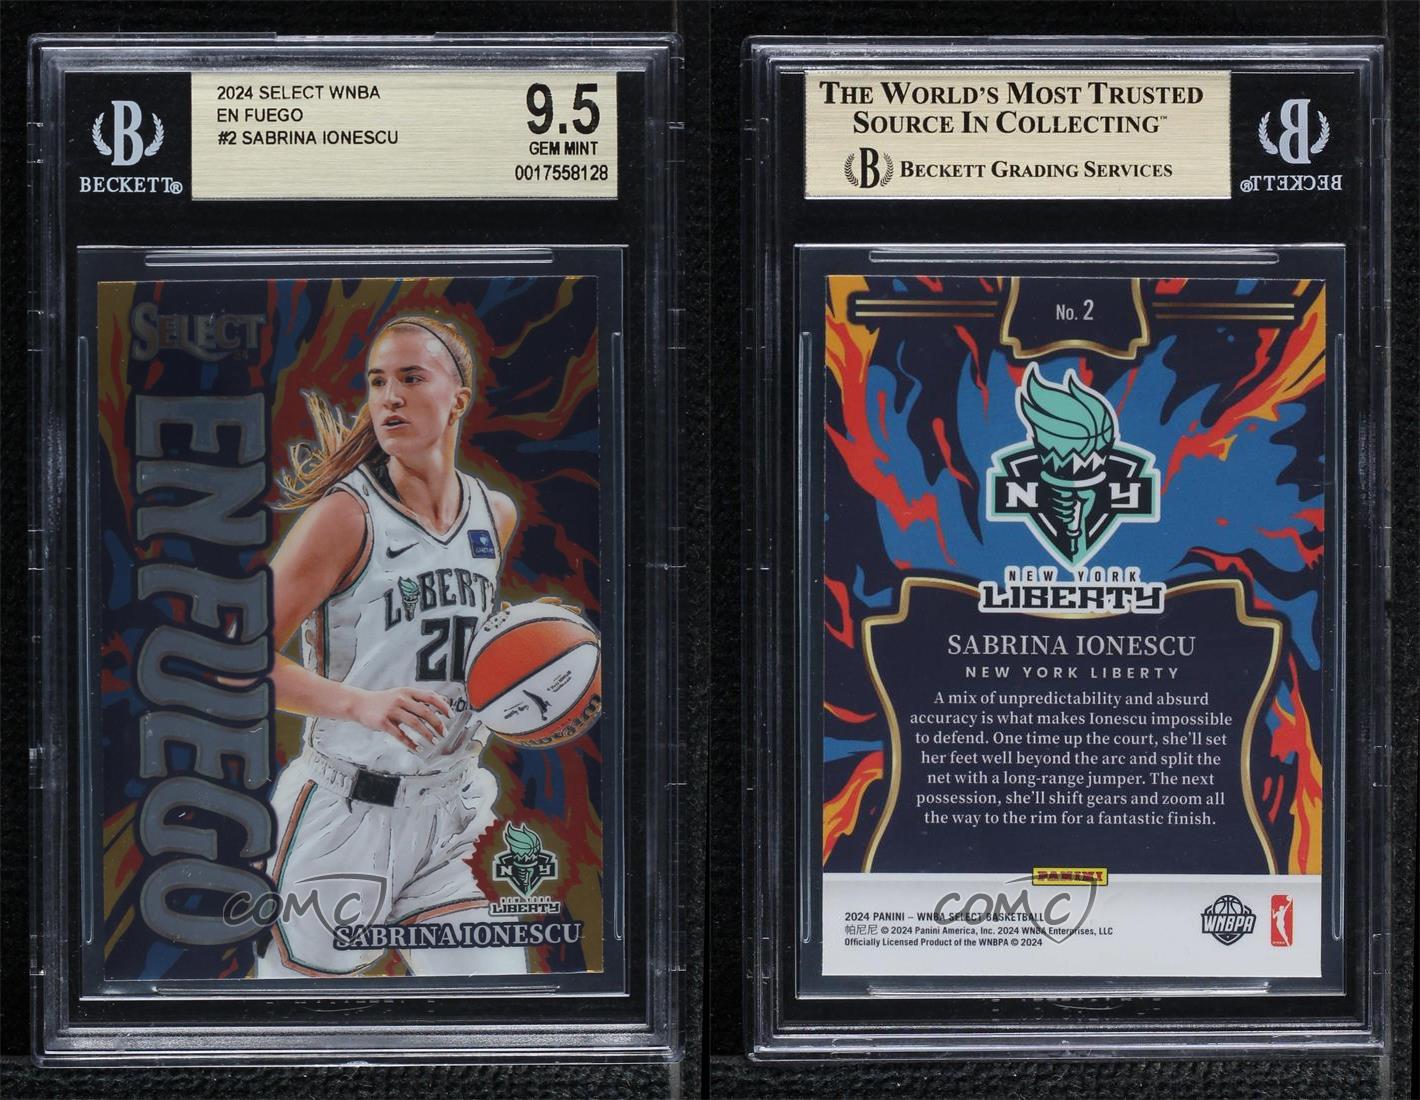 2024 SELECT WNBA
EN FUEGO
#2 SABRINA IONESCU
9.5
GEM MINT
0017558128
B
BECKETT®
SELECT
24
EN FUEGO
LIBERTY
20
WILSON
NY
LIBERTY
COMC
SABRINA IONESCU
THE WORLD'S MOST TRUSTED
SOURCE IN COLLECTING™
B BECKETT GRADING SERVICES
B
BECKETT®
No. 2
NY
NEW YORK
LIBERTY
SABRINA IONESCU
NEW YORK LIBERTY
A mix of unpredictability and absurd
accuracy is what makes Ionescu impossible
to defend. One time up the court, she'll set
her feet well beyond the arc and split the
net with a long-range jumper. The next
possession, she'll shift gears and zoom all
the way to the rim for a fantastic finish.
PANINI
COMC
2024 PANINI – WNBA SELECT BASKETBALL
帕尼尼 © 2024 Panini America, Inc. 2024 WNBA Enterprises, LLC
Officially Licensed Product of the WNBPA © 2024
WNBPA